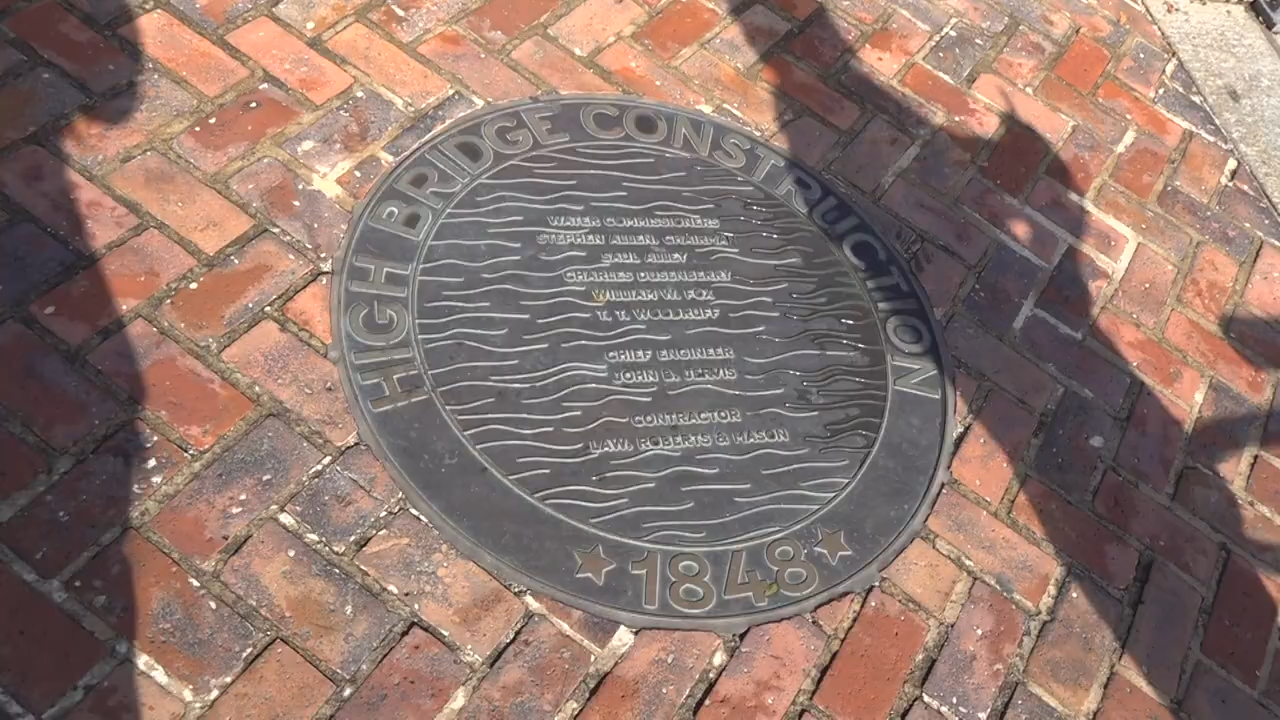 HIGH BRIDGE CONSTRUCTION
WATER COMMISSIONERS
STEPHEN ALLEN, CHAIRMAN
SAUL ALLEY
CHARLES DUSENBERRY
WILLIAM W. FOX
T. T. WOODRUFF
CHIEF ENGINEER
JOHN B. JERVIS
CONTRACTOR
LAW, ROBERTS & MASON
1848